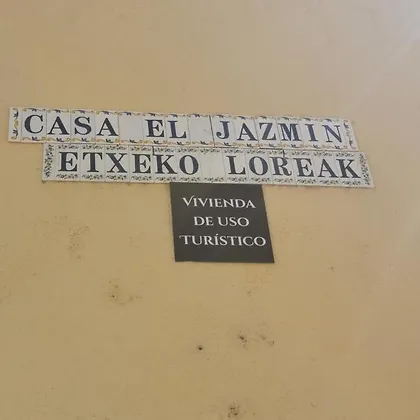 CASA EL JAZMIN
ETXEKO LOREAK
VIVIENDA
DE USO
TURÍSTICO